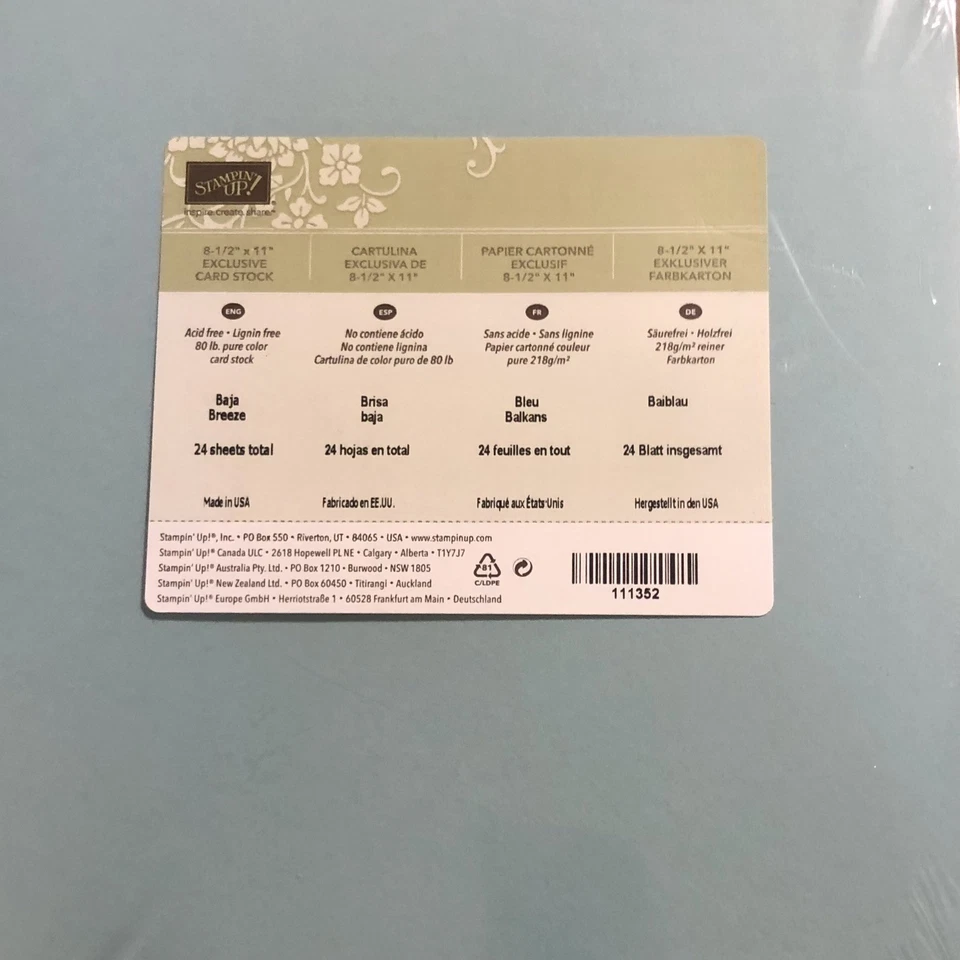 STAMPIN' UP!®
inspire.create.share.®
8-1/2" x 11"
EXCLUSIVE
CARD STOCK
CARTULINA
EXCLUSIVA DE
8-1/2" X 11"
PAPIER CARTONNÉ
EXCLUSIF
8-1/2" X 11"
8-1/2" X 11"
EXKLUSIVER
FARBKARTON
ENG
Acid free • Lignin free
80 lb. pure color
card stock
ESP
No contiene ácido
No contiene lignina
Cartulina de color puro de 80 lb
FR
Sans acide • Sans lignine
Papier cartonné couleur
pure 218g/m²
DE
Säurefrei • Holzfrei
218g/m² reiner
Farbkarton
Baja
Breeze
Brisa
baja
Bleu
Balkans
Baiblau
24 sheets total
24 hojas en total
24 feuilles en tout
24 Blatt insgesamt
Made in USA
Fabricado en EE.UU.
Fabriqué aux États-Unis
Hergestellt in den USA
Stampin' Up!®, Inc. • PO Box 550 • Riverton, UT • 84065 • USA • www.stampinup.com
Stampin' Up!® Canada ULC • 2618 Hopewell PL NE • Calgary • Alberta • T1Y7J7
Stampin' Up!® Australia Pty. Ltd. • PO Box 1210 • Burwood • NSW 1805
Stampin' Up!® New Zealand Ltd. • PO Box 60450 • Titirangi • Auckland
Stampin' Up!® Europe GmbH • Herriotstraße 1 • 60528 Frankfurt am Main • Deutschland
81
C/LDPE
111352